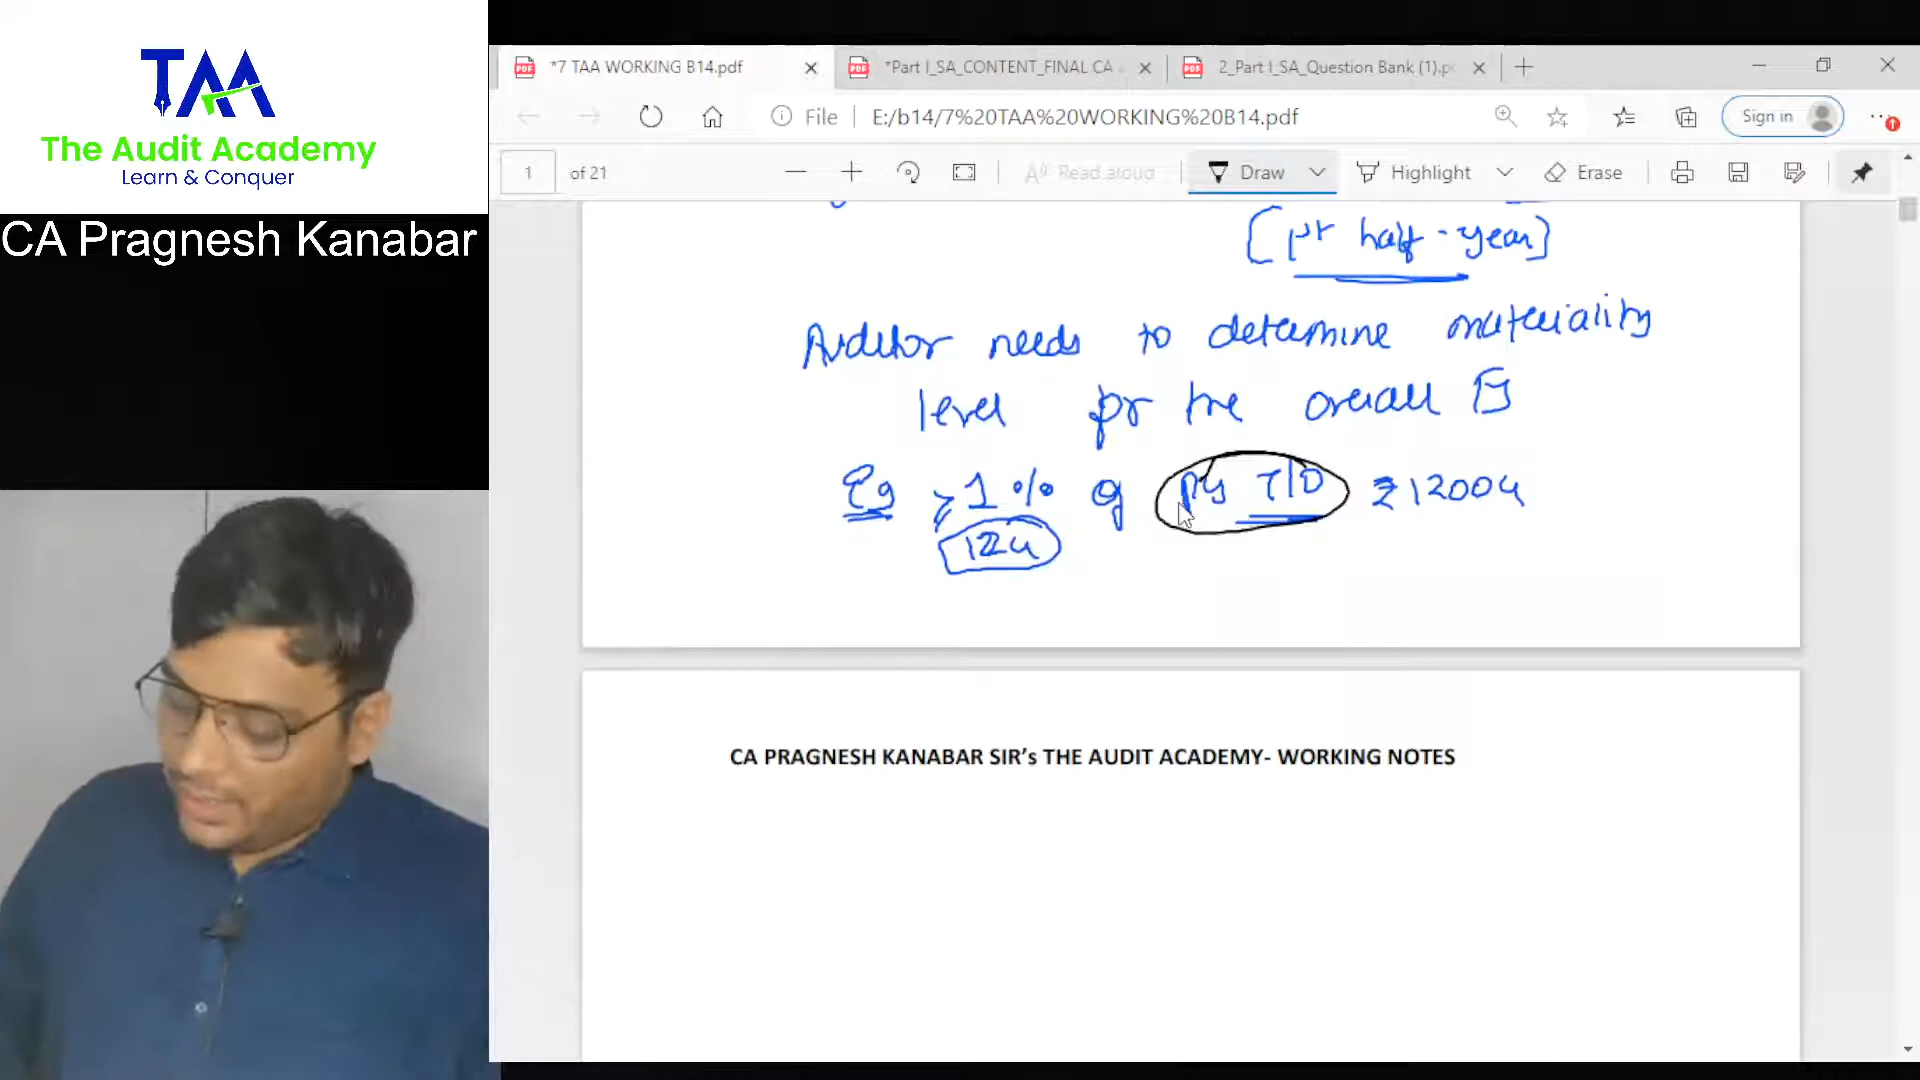 TAA
The Audit Academy
Learn & Conquer
CA Pragnesh Kanabar
*7 TAA WORKING B14.pdf
*Part I_SA_CONTENT_FINAL CA
2_Part I_SA_Question Bank (1).p
File E:/b14/7%20TAA%20WORKING%20B14.pdf
Sign in
1 of 21
Read aloud
Draw
Highlight
Erase
[pr half-year]
Auditor needs to determine materiality
level for the overall FS
Eg ≥1% of PY T/O ₹1200
12
CA PRAGNESH KANABAR SIR's THE AUDIT ACADEMY- WORKING NOTES